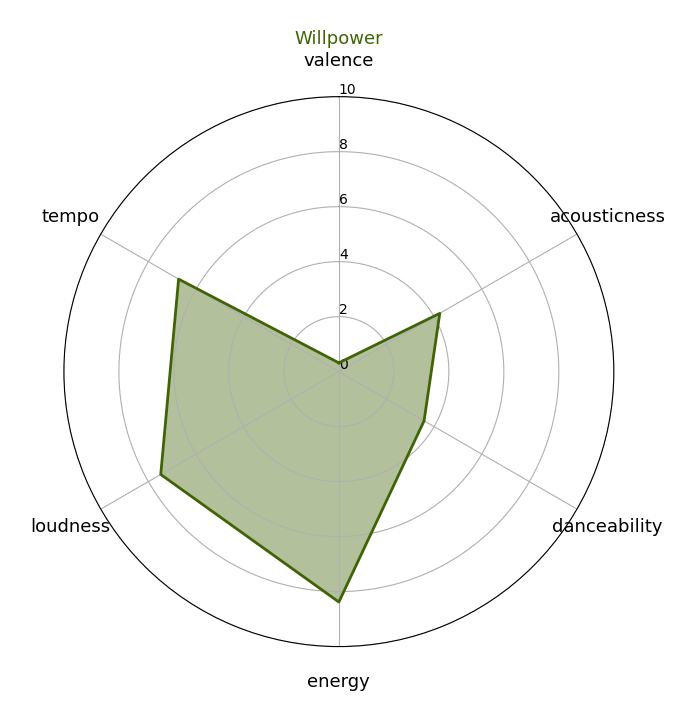 Willpower
valence
10
8
6
4
2
0
tempo
acousticness
loudness
danceability
energy